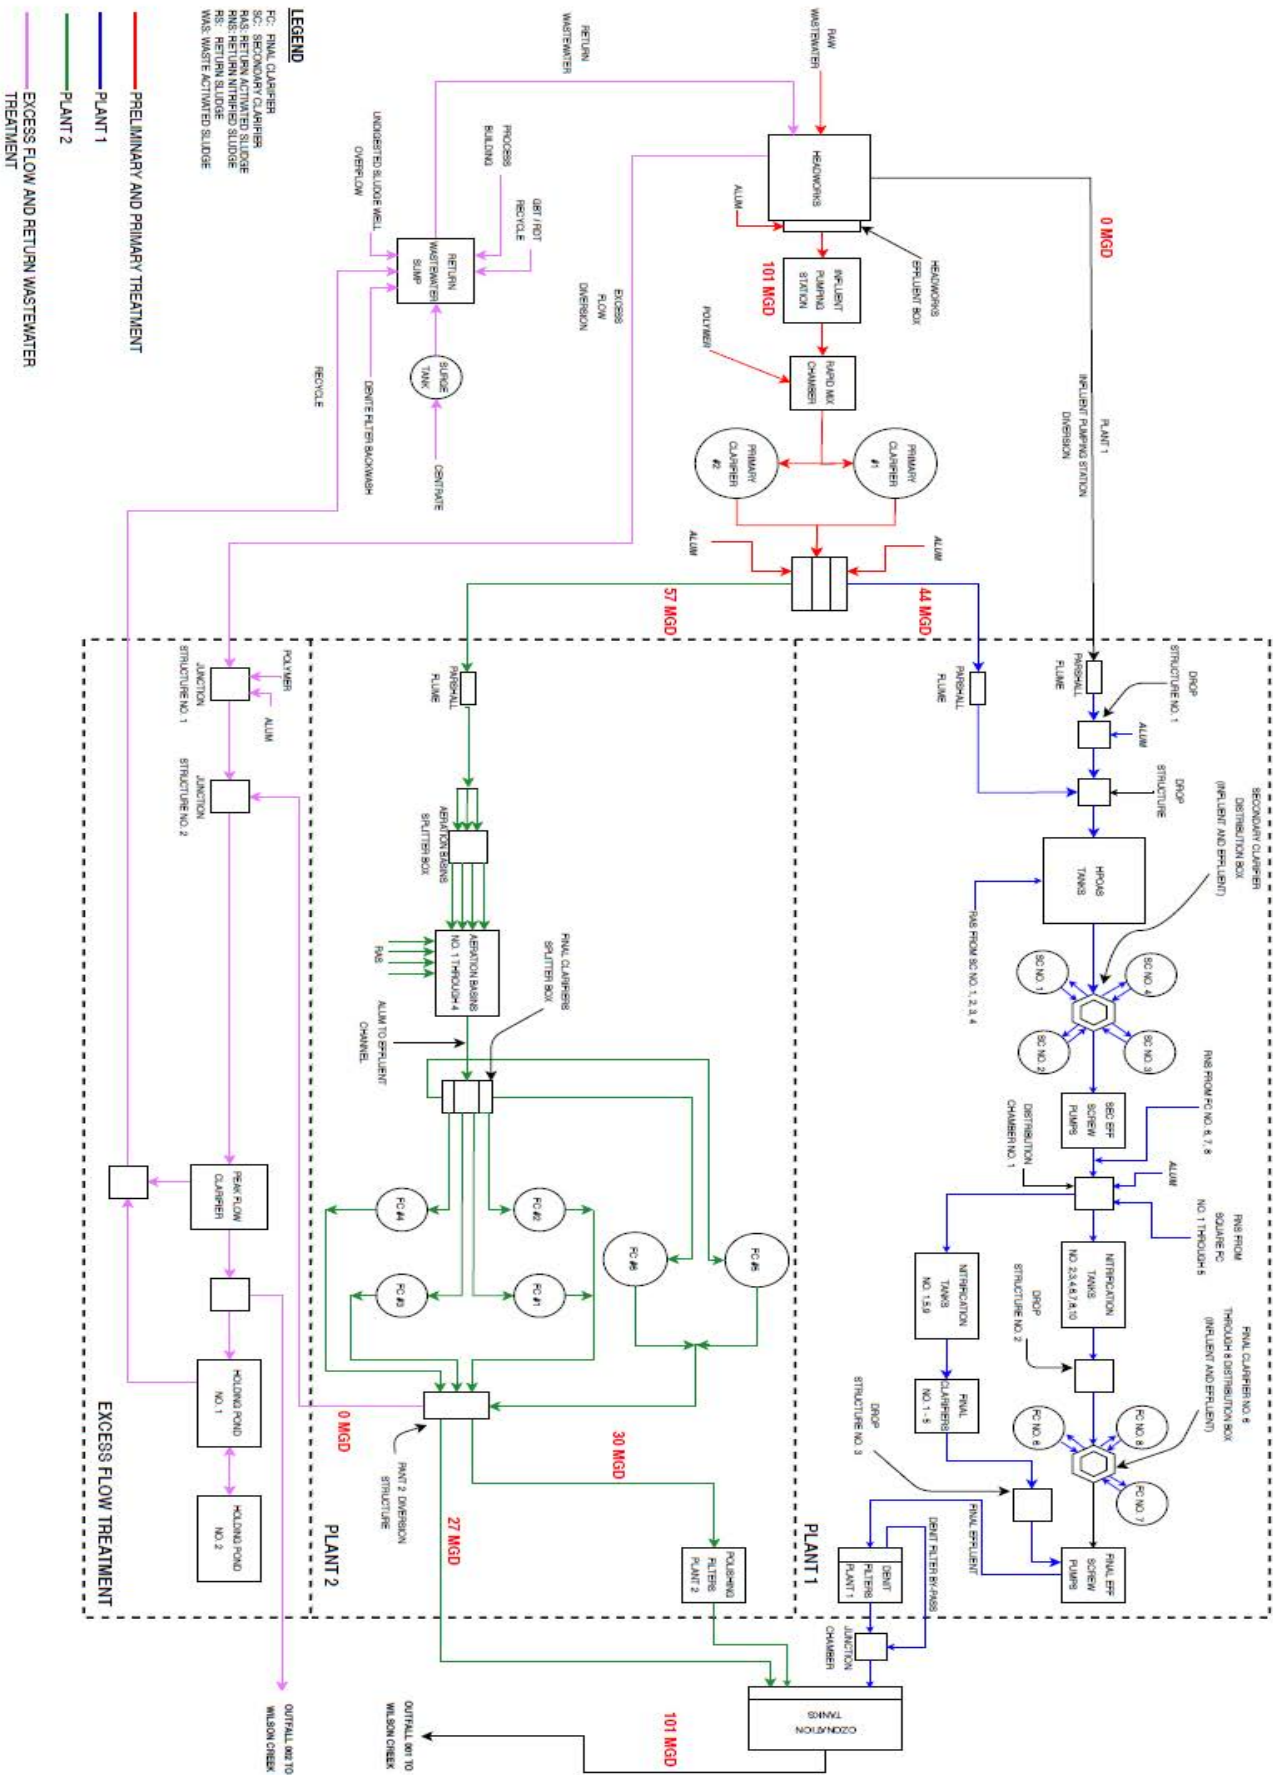 LEGEND
FC: FINAL CLARIFIER
SC: SECONDARY CLARIFIER
RAS: RETURN ACTIVATED SLUDGE
RNS: RETURN NITRIFIED SLUDGE
RS: RETURN SLUDGE
WAS: WASTE ACTIVATED SLUDGE
PRELIMINARY AND PRIMARY TREATMENT
PLANT 1
PLANT 2
EXCESS FLOW AND RETURN WASTEWATER
TREATMENT
RAW
WASTEWATER
RETURN
WASTEWATER
HEADWORKS
ALUM
HEADWORKS
EFFLUENT BOX
0 MGD
PLANT 1
INFLUENT PUMPING STATION
DIVERSION
101 MGD
INFLUENT
PUMPING
STATION
POLYMER
RAPID MIX
CHAMBER
PRIMARY
CLARIFIER
#1
PRIMARY
CLARIFIER
#2
ALUM
ALUM
44 MGD
57 MGD
PROCESS
BUILDING
GBT / RDT
RECYCLE
UNDIGESTED SLUDGE WELL
OVERFLOW
RETURN
WASTEWATER
SUMP
SURGE
TANK
CENTRATE
DENITE FILTER BACKWASH
RECYCLE
EXCESS
FLOW
DIVERSION
PARSHALL
FLUME
DROP
STRUCTURE NO. 1
ALUM
PARSHALL
FLUME
DROP
STRUCTURE
HPOAS
TANKS
RAS FROM SC NO. 1, 2, 3, 4
SECONDARY CLARIFIER
DISTRIBUTION BOX
(INFLUENT AND EFFLUENT)
SC NO. 4
SC NO. 1
SC NO. 3
SC NO. 2
SEC EFF
SCREW
PUMPS
RNS FROM FC NO. 6, 7, 8
DISTRIBUTION
CHAMBER NO. 1
ALUM
RNS FROM
SQUARE FC
NO. 1 THROUGH 5
NITRIFICATION
TANKS
NO. 2,3,4,6,7,8,10
NITRIFICATION
TANKS
NO. 1,5,9
DROP
STRUCTURE NO. 2
FINAL CLARIFIER NO. 6
THROUGH 8 DISTRIBUTION BOX
(INFLUENT AND EFFLUENT)
FC NO. 8
FC NO. 6
FC NO. 7
FINAL
CLARIFIERS
NO. 1 - 5
DROP
STRUCTURE NO. 3
FINAL EFF
SCREW
PUMPS
FINAL EFFLUENT
DENIT FILTER BY-PASS
DENIT
FILTERS
PLANT 1
JUNCTION
CHAMBER
PLANT 1
PARSHALL
FLUME
AERATION BASINS
SPLITTER BOX
AERATION BASINS
NO. 1 THROUGH 4
RAS
ALUM TO EFFLUENT
CHANNEL
FINAL CLARIFIERS
SPLITTER BOX
FC #5
FC #6
FC #2
FC #1
FC #4
FC #3
PANT 2 DIVERSION
STRUCTURE
0 MGD
30 MGD
27 MGD
POLISHING
FILTERS
PLANT 2
PLANT 2
OZONATION
TANKS
101 MGD
OUTFALL 001 TO
WILSON CREEK
POLYMER
ALUM
JUNCTION
STRUCTURE NO. 1
JUNCTION
STRUCTURE NO. 2
PEAK FLOW
CLARIFIER
HOLDING POND
NO. 1
HOLDING POND
NO. 2
EXCESS FLOW TREATMENT
OUTFALL 002 TO
WILSON CREEK